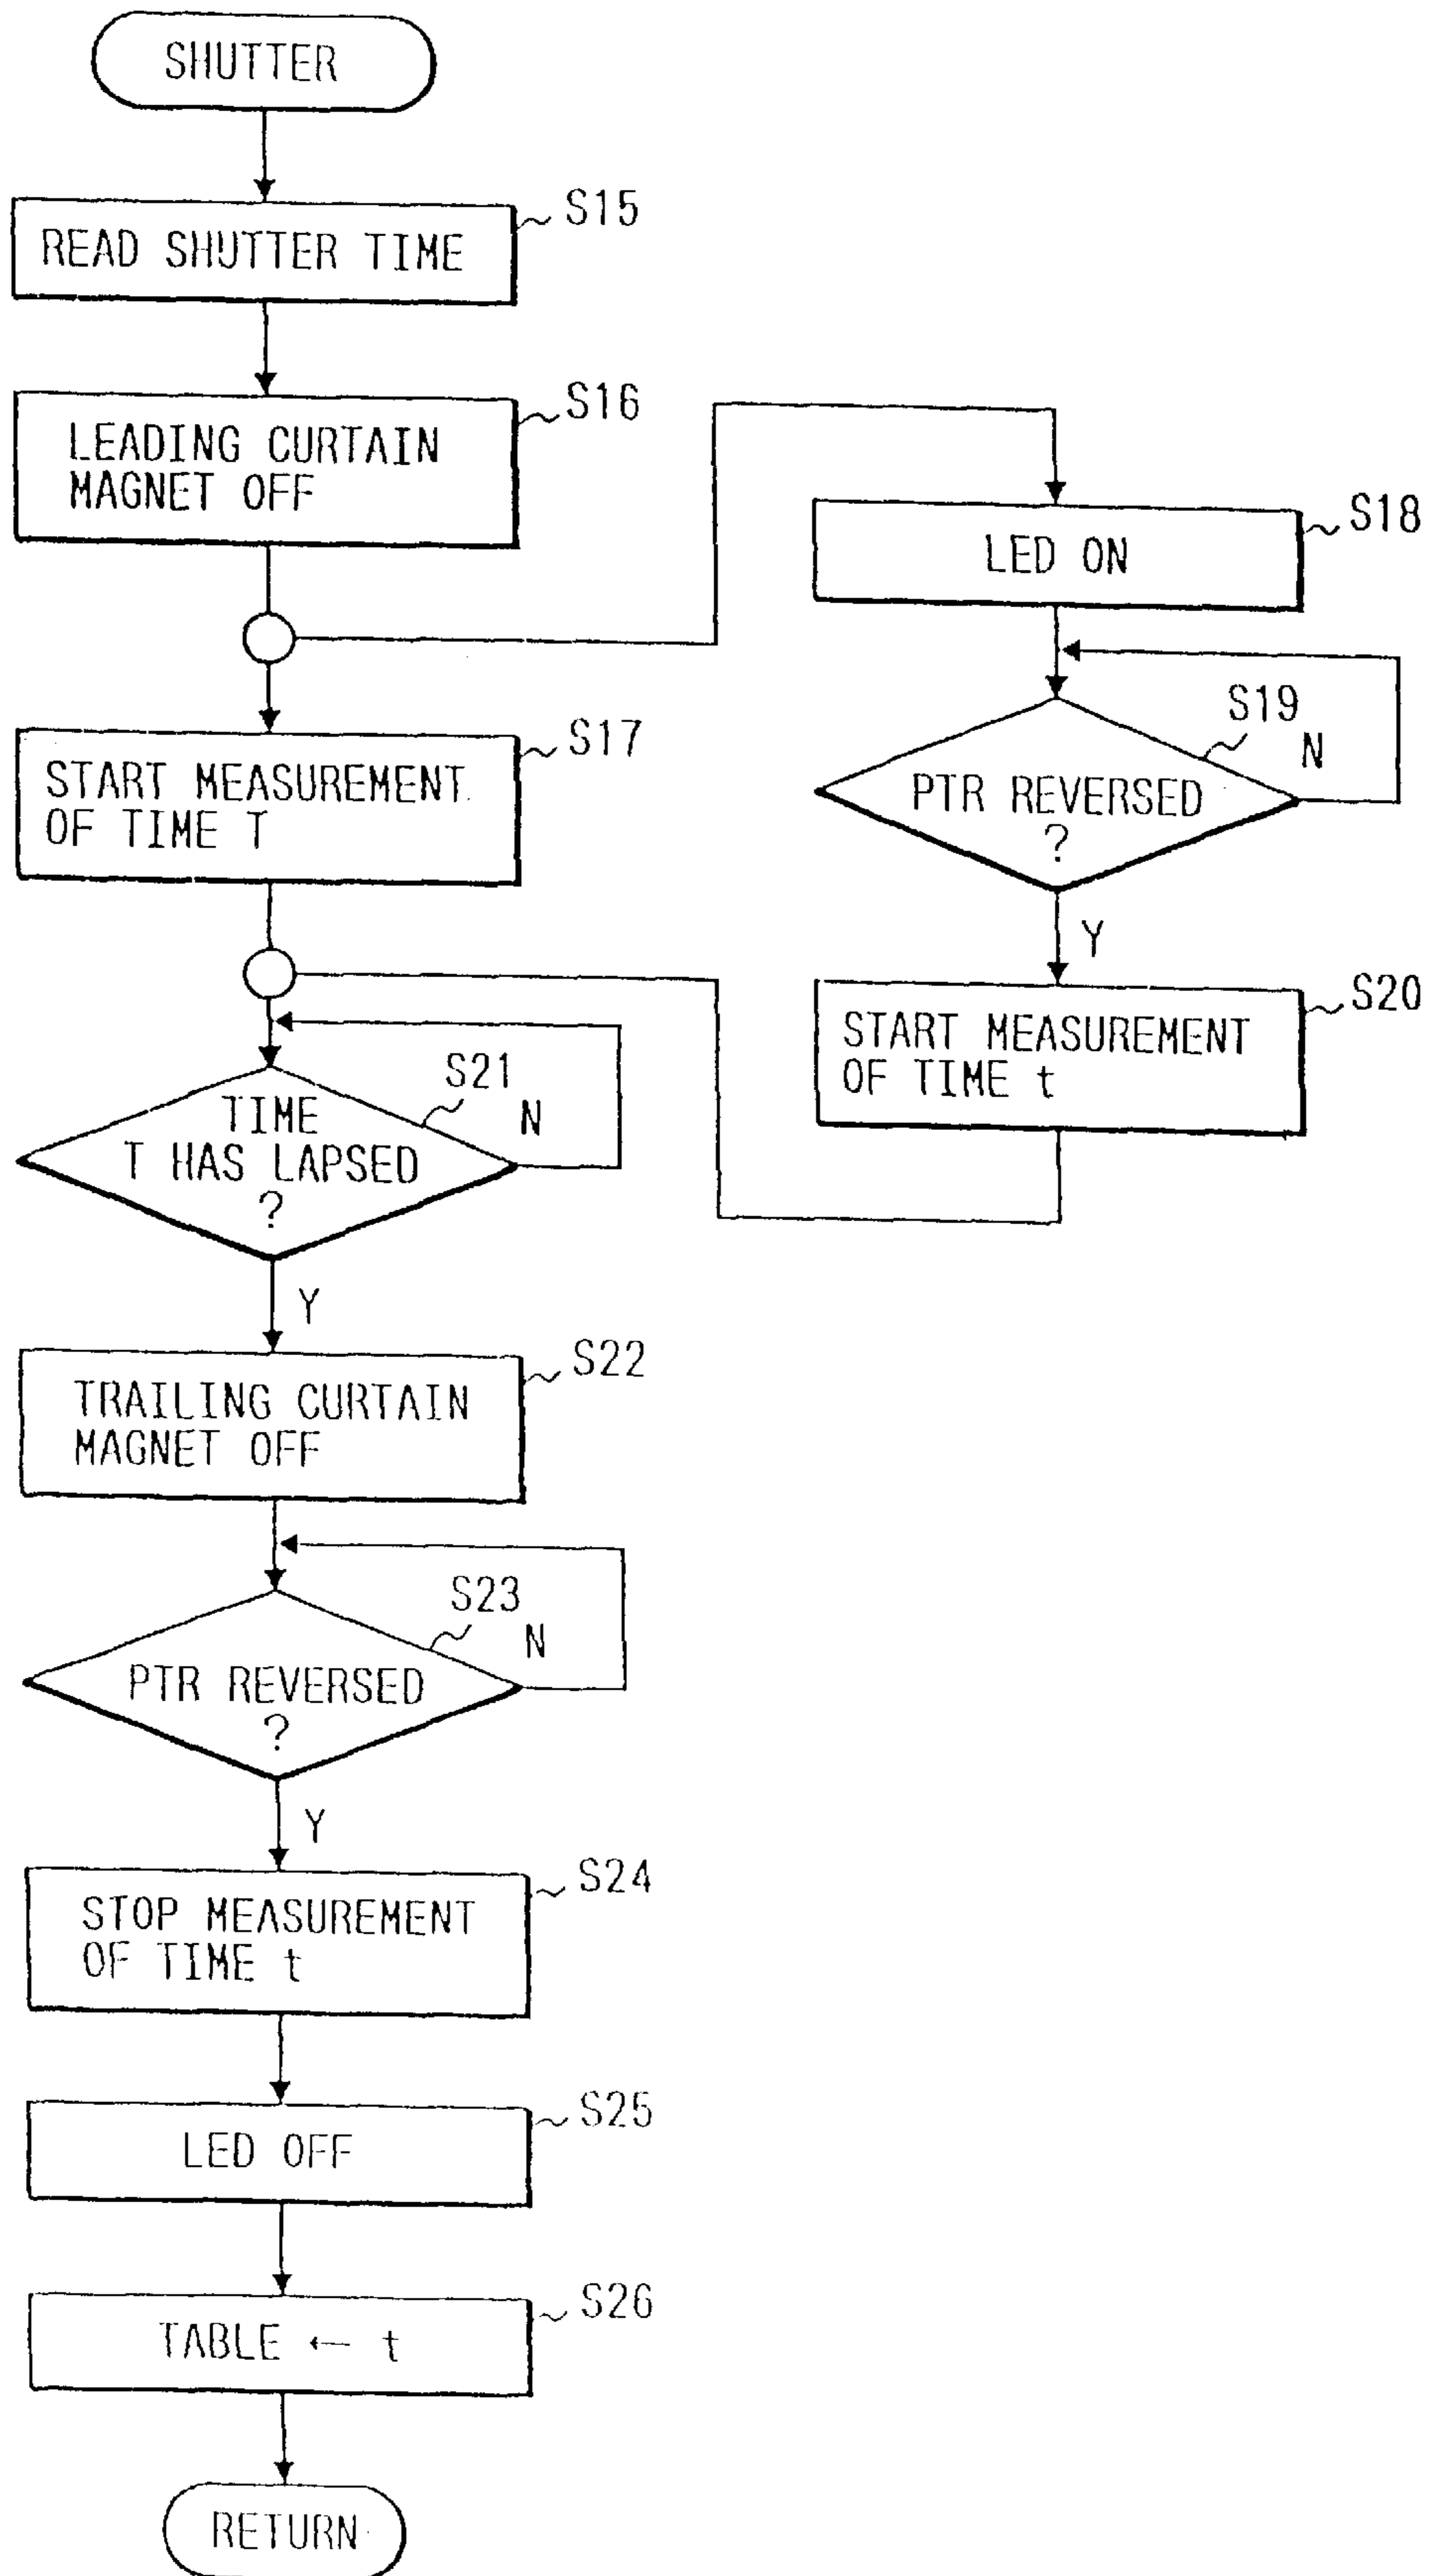 SHUTTER
S15
READ SHUTTER TIME
S16
LEADING CURTAIN
MAGNET OFF
S17
START MEASUREMENT
OF TIME T
S18
LED ON
S19
N
PTR REVERSED
?
Y
S20
START MEASUREMENT
OF TIME t
S21
N
TIME
T HAS LAPSED
?
Y
S22
TRAILING CURTAIN
MAGNET OFF
S23
N
PTR REVERSED
?
Y
S24
STOP MEASUREMENT
OF TIME t
S25
LED OFF
S26
TABLE ← t
RETURN